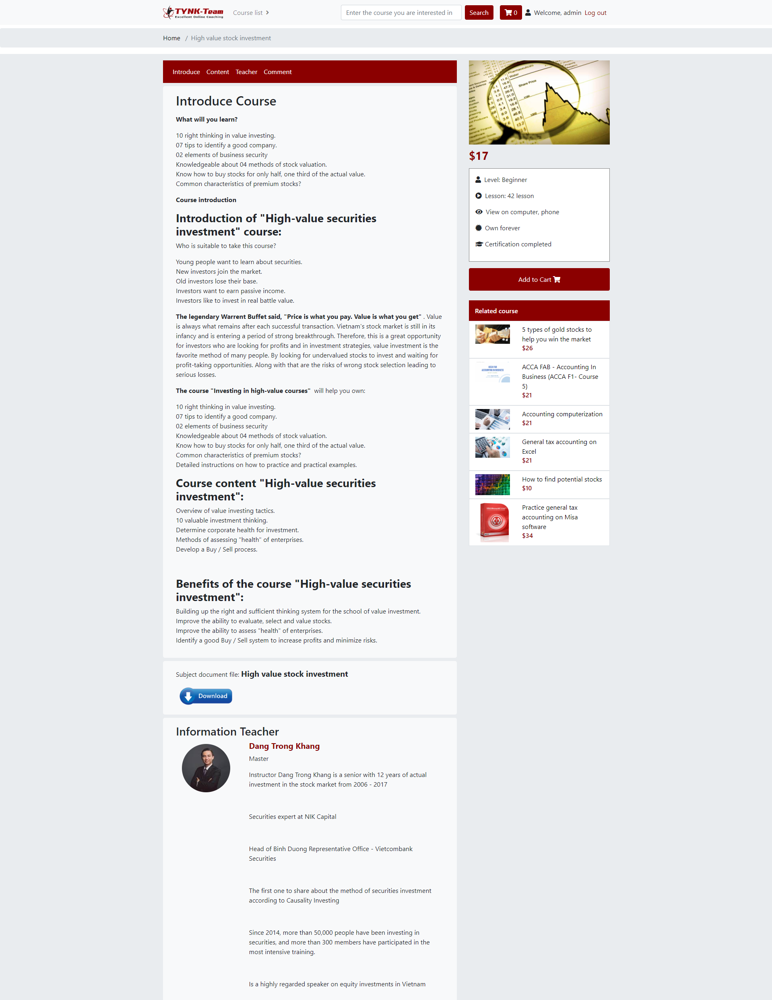 TYNK-Team
Excellent Online Coaching
Course list
Enter the course you are interested in
Search
0
Welcome, admin
Log out
Home / High value stock investment
Introduce Content Teacher Comment
Introduce Course
What will you learn?
10 right thinking in value investing.
07 tips to identify a good company.
02 elements of business security
Knowledgeable about 04 methods of stock valuation.
Know how to buy stocks for only half, one third of the actual value.
Common characteristics of premium stocks?
Course introduction
Introduction of "High-value securities
investment" course:
Who is suitable to take this course?
Young people want to learn about securities.
New investors join the market.
Old investors lose their base.
Investors want to earn passive income.
Investors like to invest in real battle value.
The legendary Warrent Buffet said, "Price is what you pay. Value is what you get" . Value
is always what remains after each successful transaction. Vietnam's stock market is still in its
infancy and is entering a period of strong breakthrough. Therefore, this is a great opportunity
for investors who are looking for profits and in investment strategies, value investment is the
favorite method of many people. By looking for undervalued stocks to invest and waiting for
profit-taking opportunities. Along with that are the risks of wrong stock selection leading to
serious losses.
The course "Investing in high-value courses" will help you own:
10 right thinking in value investing.
07 tips to identify a good company.
02 elements of business security
Knowledgeable about 04 methods of stock valuation.
Know how to buy stocks for only half, one third of the actual value.
Common characteristics of premium stocks?
Detailed instructions on how to practice and practical examples.
Course content "High-value securities
investment":
Overview of value investing tactics.
10 valuable investment thinking.
Determine corporate health for investment.
Methods of assessing "health" of enterprises.
Develop a Buy / Sell process.
Benefits of the course "High-value securities
investment":
Building up the right and sufficient thinking system for the school of value investment.
Improve the ability to evaluate, select and value stocks.
Improve the ability to assess "health" of enterprises.
Identify a good Buy / Sell system to increase profits and minimize risks.
Subject document file: High value stock investment
Download
Information Teacher
Dang Trong Khang
Master
Instructor Dang Trong Khang is a senior with 12 years of actual
investment in the stock market from 2006 - 2017
Securities expert at NIK Capital
Head of Binh Duong Representative Office - Vietcombank
Securities
The first one to share about the method of securities investment
according to Causality Investing
Since 2014, more than 50,000 people have been investing in
securities, and more than 300 members have participated in the
most intensive training.
Is a highly regarded speaker on equity investments in Vietnam
Pharmaceuticals
Water
Share Price
1100
1000
$17
Level: Beginner
Lesson: 42 lesson
View on computer, phone
Own forever
Certification completed
Add to Cart
Related course
5 types of gold stocks to
help you win the market
$26
ACCA FAB
ACCOUNTING IN BUSINESS
ACCA FAB - Accounting In
Business (ACCA F1- Course
5)
$21
Accounting computerization
$21
General tax accounting on
Excel
$21
How to find potential stocks
$10
Practice general tax
accounting on Misa
software
$34